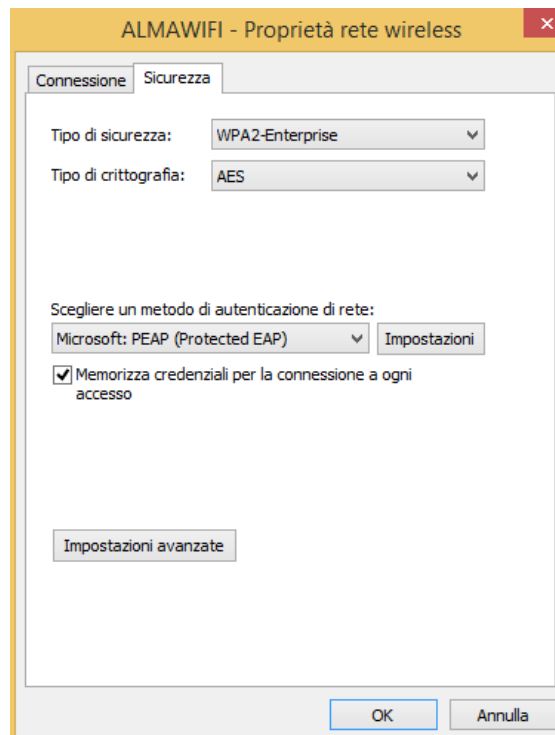 ALMAWIFI - Proprietà rete wireless
Connessione
Sicurezza
Tipo di sicurezza:
WPA2-Enterprise
Tipo di crittografia:
AES
Scegliere un metodo di autenticazione di rete:
Microsoft: PEAP (Protected EAP)
Impostazioni
Memorizza credenziali per la connessione a ogni
accesso
Impostazioni avanzate
OK
Annulla